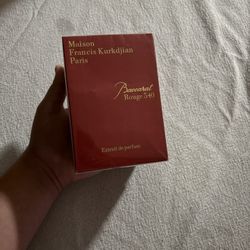 Maison
Francis Kurkdjian
Paris
Baccarat
Rouge 540
Extrait de parfum